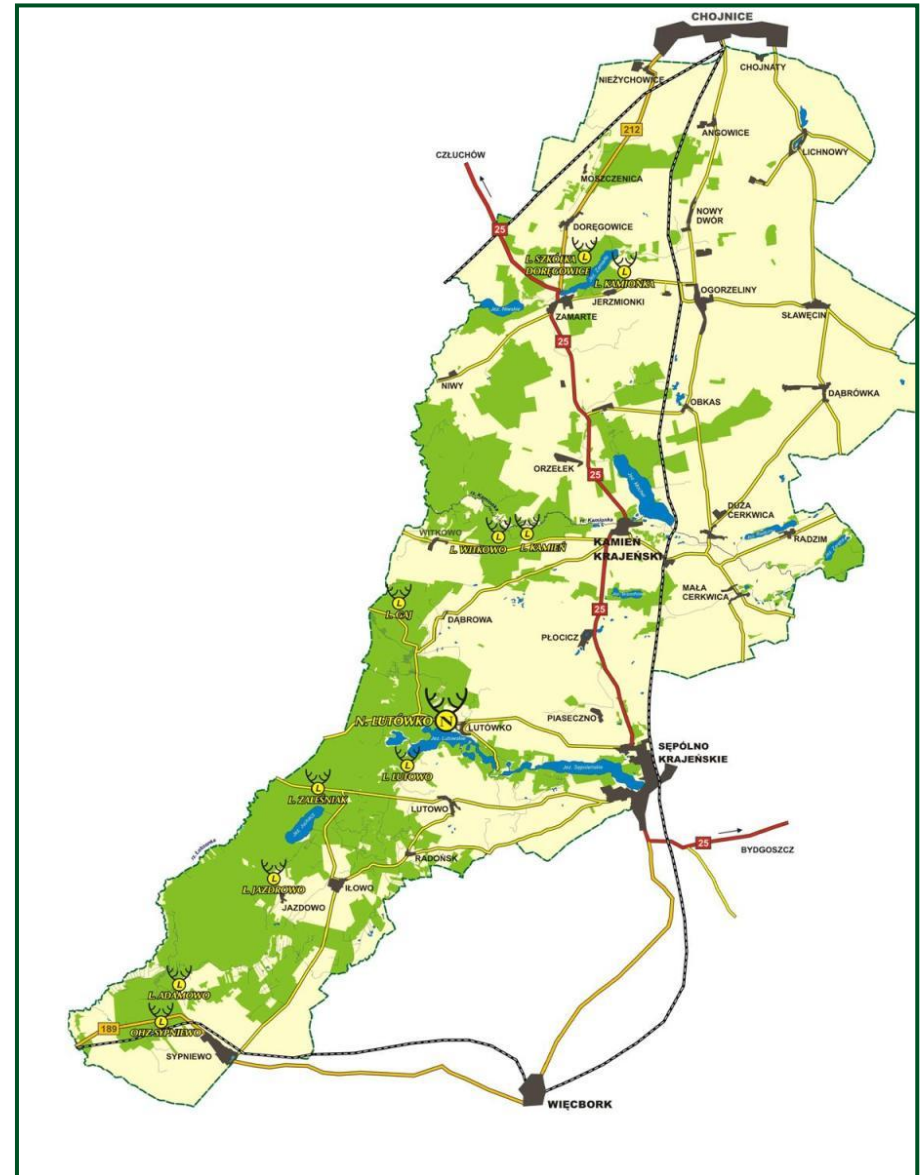 CHOJNICE
CHOJNATY
NIEŻYCHOWICE
212
ANGOWICE
LICHNOWY
CZŁUCHÓW
MOSZCZENICA
NOWY
DWÓR
DORĘGOWICE
25
L. SZKÓŁKA
DORĘGOWICE
L
L
L. KAMIONKA
OGORZELINY
JERZMIONKI
ZAMARTE
SŁAWĘCIN
25
NIWY
DĄBRÓWKA
OBKAS
ORZEŁEK
25
DUŻA
CERKWICA
rz. Kamionka
WITKOWO
L
L
L. WITKOWO
L. KAMIEŃ
KAMIEŃ
KRAJEŃSKI
RADZIM
MAŁA
CERKWICA
L
L. GAJ
DĄBROWA
25
PŁOCICZ
N. LUTÓWKO
N
LUTÓWKO
PIASECZNO
SĘPÓLNO
KRAJEŃSKIE
L
L. LUTOWO
L
L. ZALEŚNIAK
LUTOWO
25
BYDGOSZCZ
RADOŃSK
L
L. JAZDROWO
IŁOWO
JAZDOWO
L
L. ADAMOWO
L
OHZ SYPNIEWO
189
SYPNIEWO
WIĘCBORK